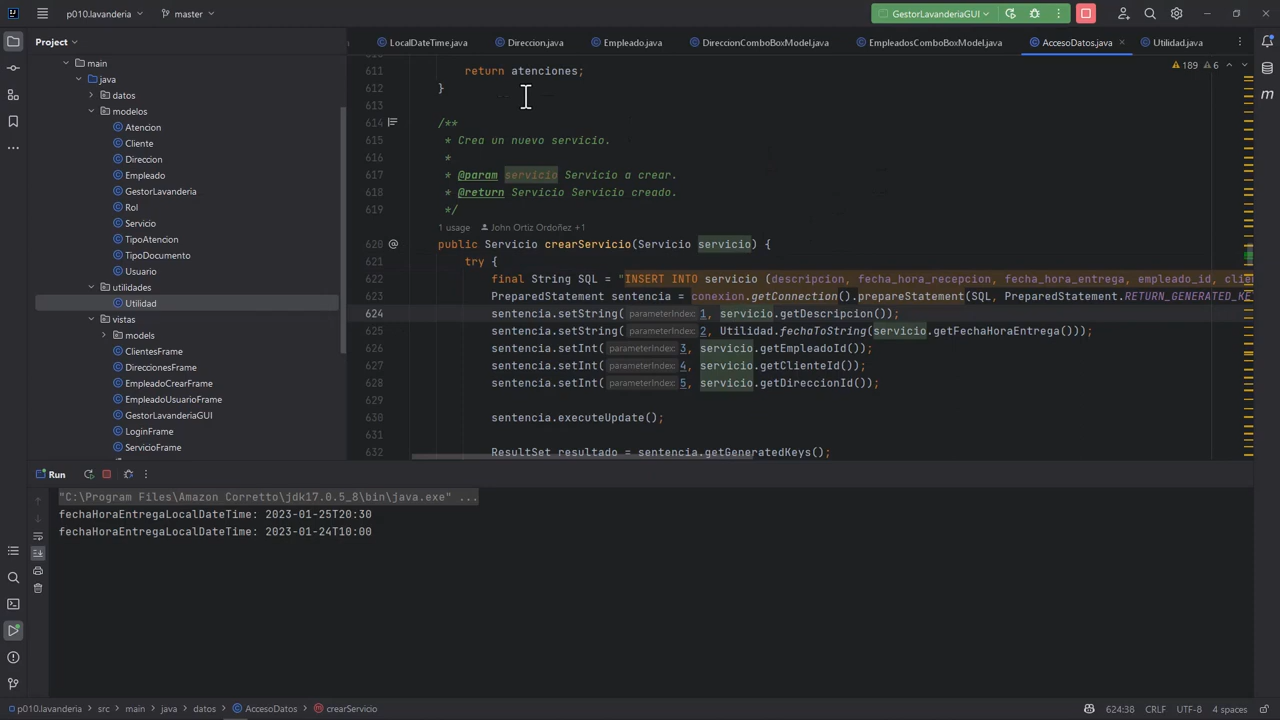 p010.lavanderia
master
GestorLavanderiaGUI
Project
LocalDateTime.java
Direccion.java
Empleado.java
DireccionComboBoxModel.java
EmpleadosComboBoxModel.java
AccesoDatos.java
Utilidad.java
main
java
datos
modelos
Atencion
Cliente
Direccion
Empleado
GestorLavanderia
Rol
Servicio
TipoAtencion
TipoDocumento
Usuario
utilidades
Utilidad
vistas
models
ClientesFrame
DireccionesFrame
EmpleadoCrearFrame
EmpleadoUsuarioFrame
GestorLavanderiaGUI
LoginFrame
ServicioFrame
189 6
611 return atenciones;
612 }
613
614 /**
615 * Crea un nuevo servicio.
616 *
617 * @param servicio Servicio a crear.
618 * @return Servicio Servicio creado.
619 */
1 usage John Ortiz Ordoñez +1
620 public Servicio crearServicio(Servicio servicio) {
621 try {
622 final String SQL = "INSERT INTO servicio (descripcion, fecha_hora_recepcion, fecha_hora_entrega, empleado_id, clie
623 PreparedStatement sentencia = conexion.getConnection().prepareStatement(SQL, PreparedStatement.RETURN_GENERATED_KE
624 sentencia.setString( parameterIndex: 1, servicio.getDescripcion());
625 sentencia.setString( parameterIndex: 2, Utilidad.fechaToString(servicio.getFechaHoraEntrega()));
626 sentencia.setInt( parameterIndex: 3, servicio.getEmpleadoId());
627 sentencia.setInt( parameterIndex: 4, servicio.getClienteId());
628 sentencia.setInt( parameterIndex: 5, servicio.getDireccionId());
629
630 sentencia.executeUpdate();
631
632 ResultSet resultado = sentencia.getGeneratedKeys();
Run
"C:\Program Files\Amazon Corretto\jdk17.0.5_8\bin\java.exe" ...
fechaHoraEntregaLocalDateTime: 2023-01-25T20:30
fechaHoraEntregaLocalDateTime: 2023-01-24T10:00
p010.lavanderia > src > main > java > datos > AccesoDatos > crearServicio
624:38 CRLF UTF-8 4 spaces